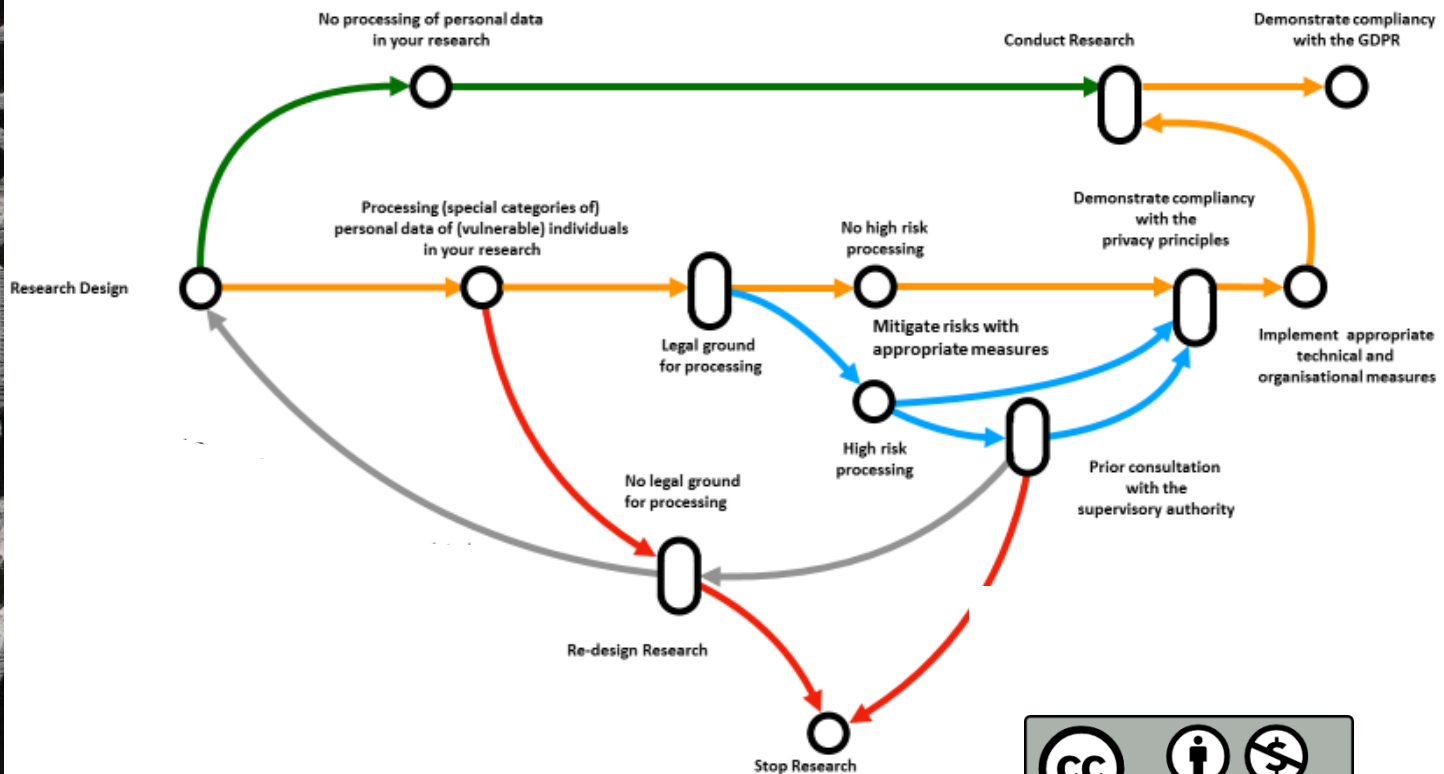 No processing of personal data
in your research
Conduct Research
Demonstrate compliancy
with the GDPR
Processing (special categories of)
personal data of (vulnerable) individuals
in your research
No high risk
processing
Demonstrate compliancy
with the
privacy principles
Research Design
Legal ground
for processing
Mitigate risks with
appropriate measures
Implement appropriate
technical and
organisational measures
High risk
processing
Prior consultation
with the
supervisory authority
No legal ground
for processing
Re-design Research
Stop Research
cc
$